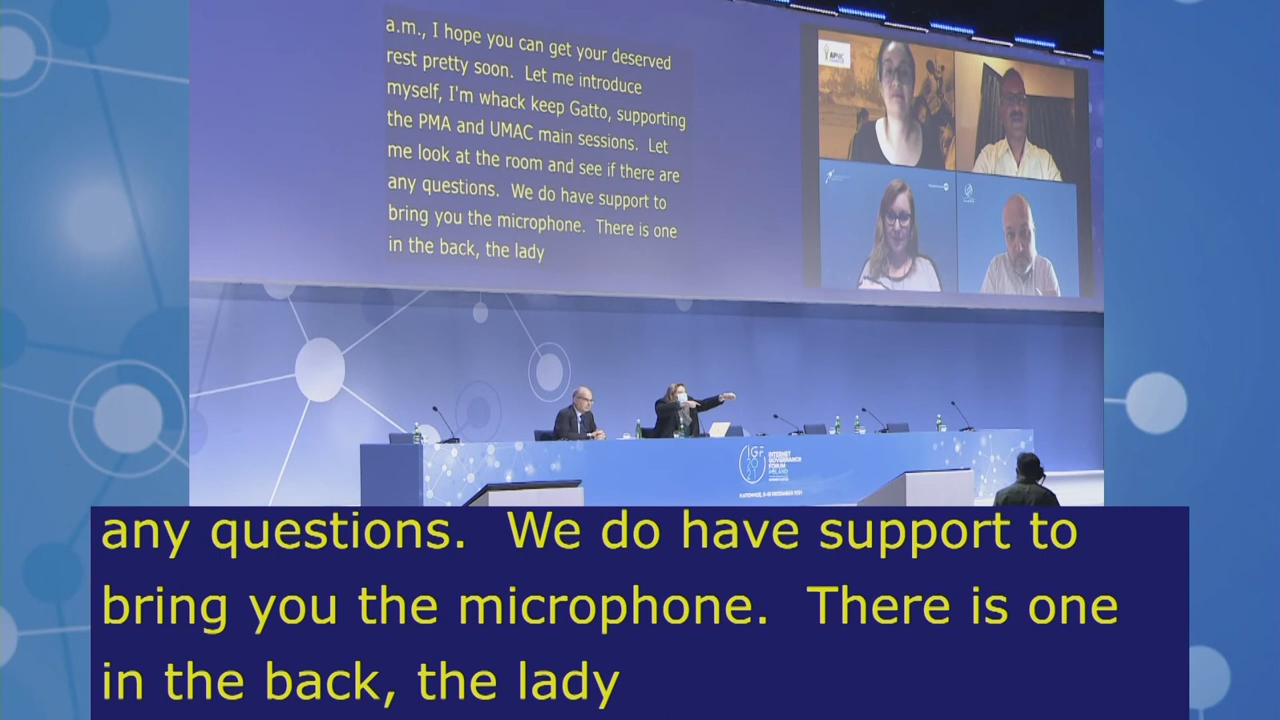 a.m., I hope you can get your deserved
rest pretty soon.  Let me introduce
myself, I'm whack keep Gatto, supporting
the PMA and UMAC main sessions.  Let
me look at the room and see if there are
any questions.  We do have support to
bring you the microphone.  There is one
in the back, the lady
IGF
2021
INTERNET
GOVERNANCE
FORUM
POLAND
any questions.  We do have support to
bring you the microphone.  There is one
in the back, the lady